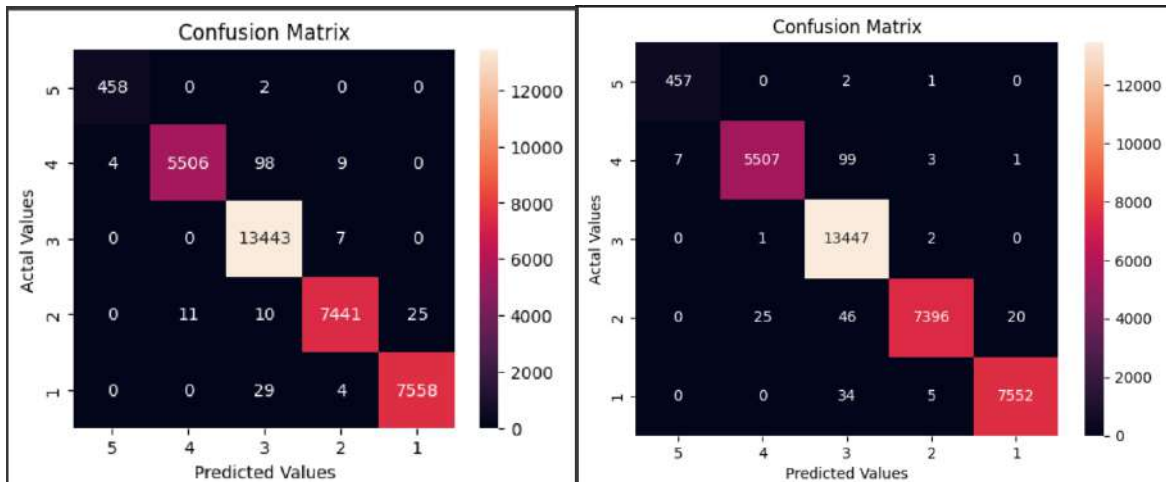 Confusion Matrix
5 458 0 2 0 0
4 4 5506 98 9 0
3 0 0 13443 7 0
2 0 11 10 7441 25
1 0 0 29 4 7558
5 4 3 2 1
Predicted Values
Actal Values
12000
10000
8000
6000
4000
2000
0
Confusion Matrix
5 457 0 2 1 0
4 7 5507 99 3 1
3 0 1 13447 2 0
2 0 25 46 7396 20
1 0 0 34 5 7552
5 4 3 2 1
Predicted Values
Actal Values
12000
10000
8000
6000
4000
2000
0